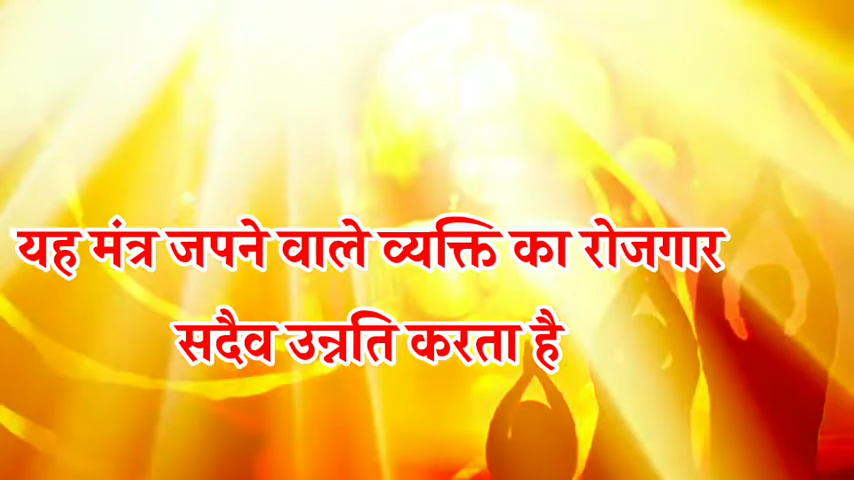 यह मंत्र जपने वाले व्यक्ति का रोजगार
सदैव उन्नति करता है